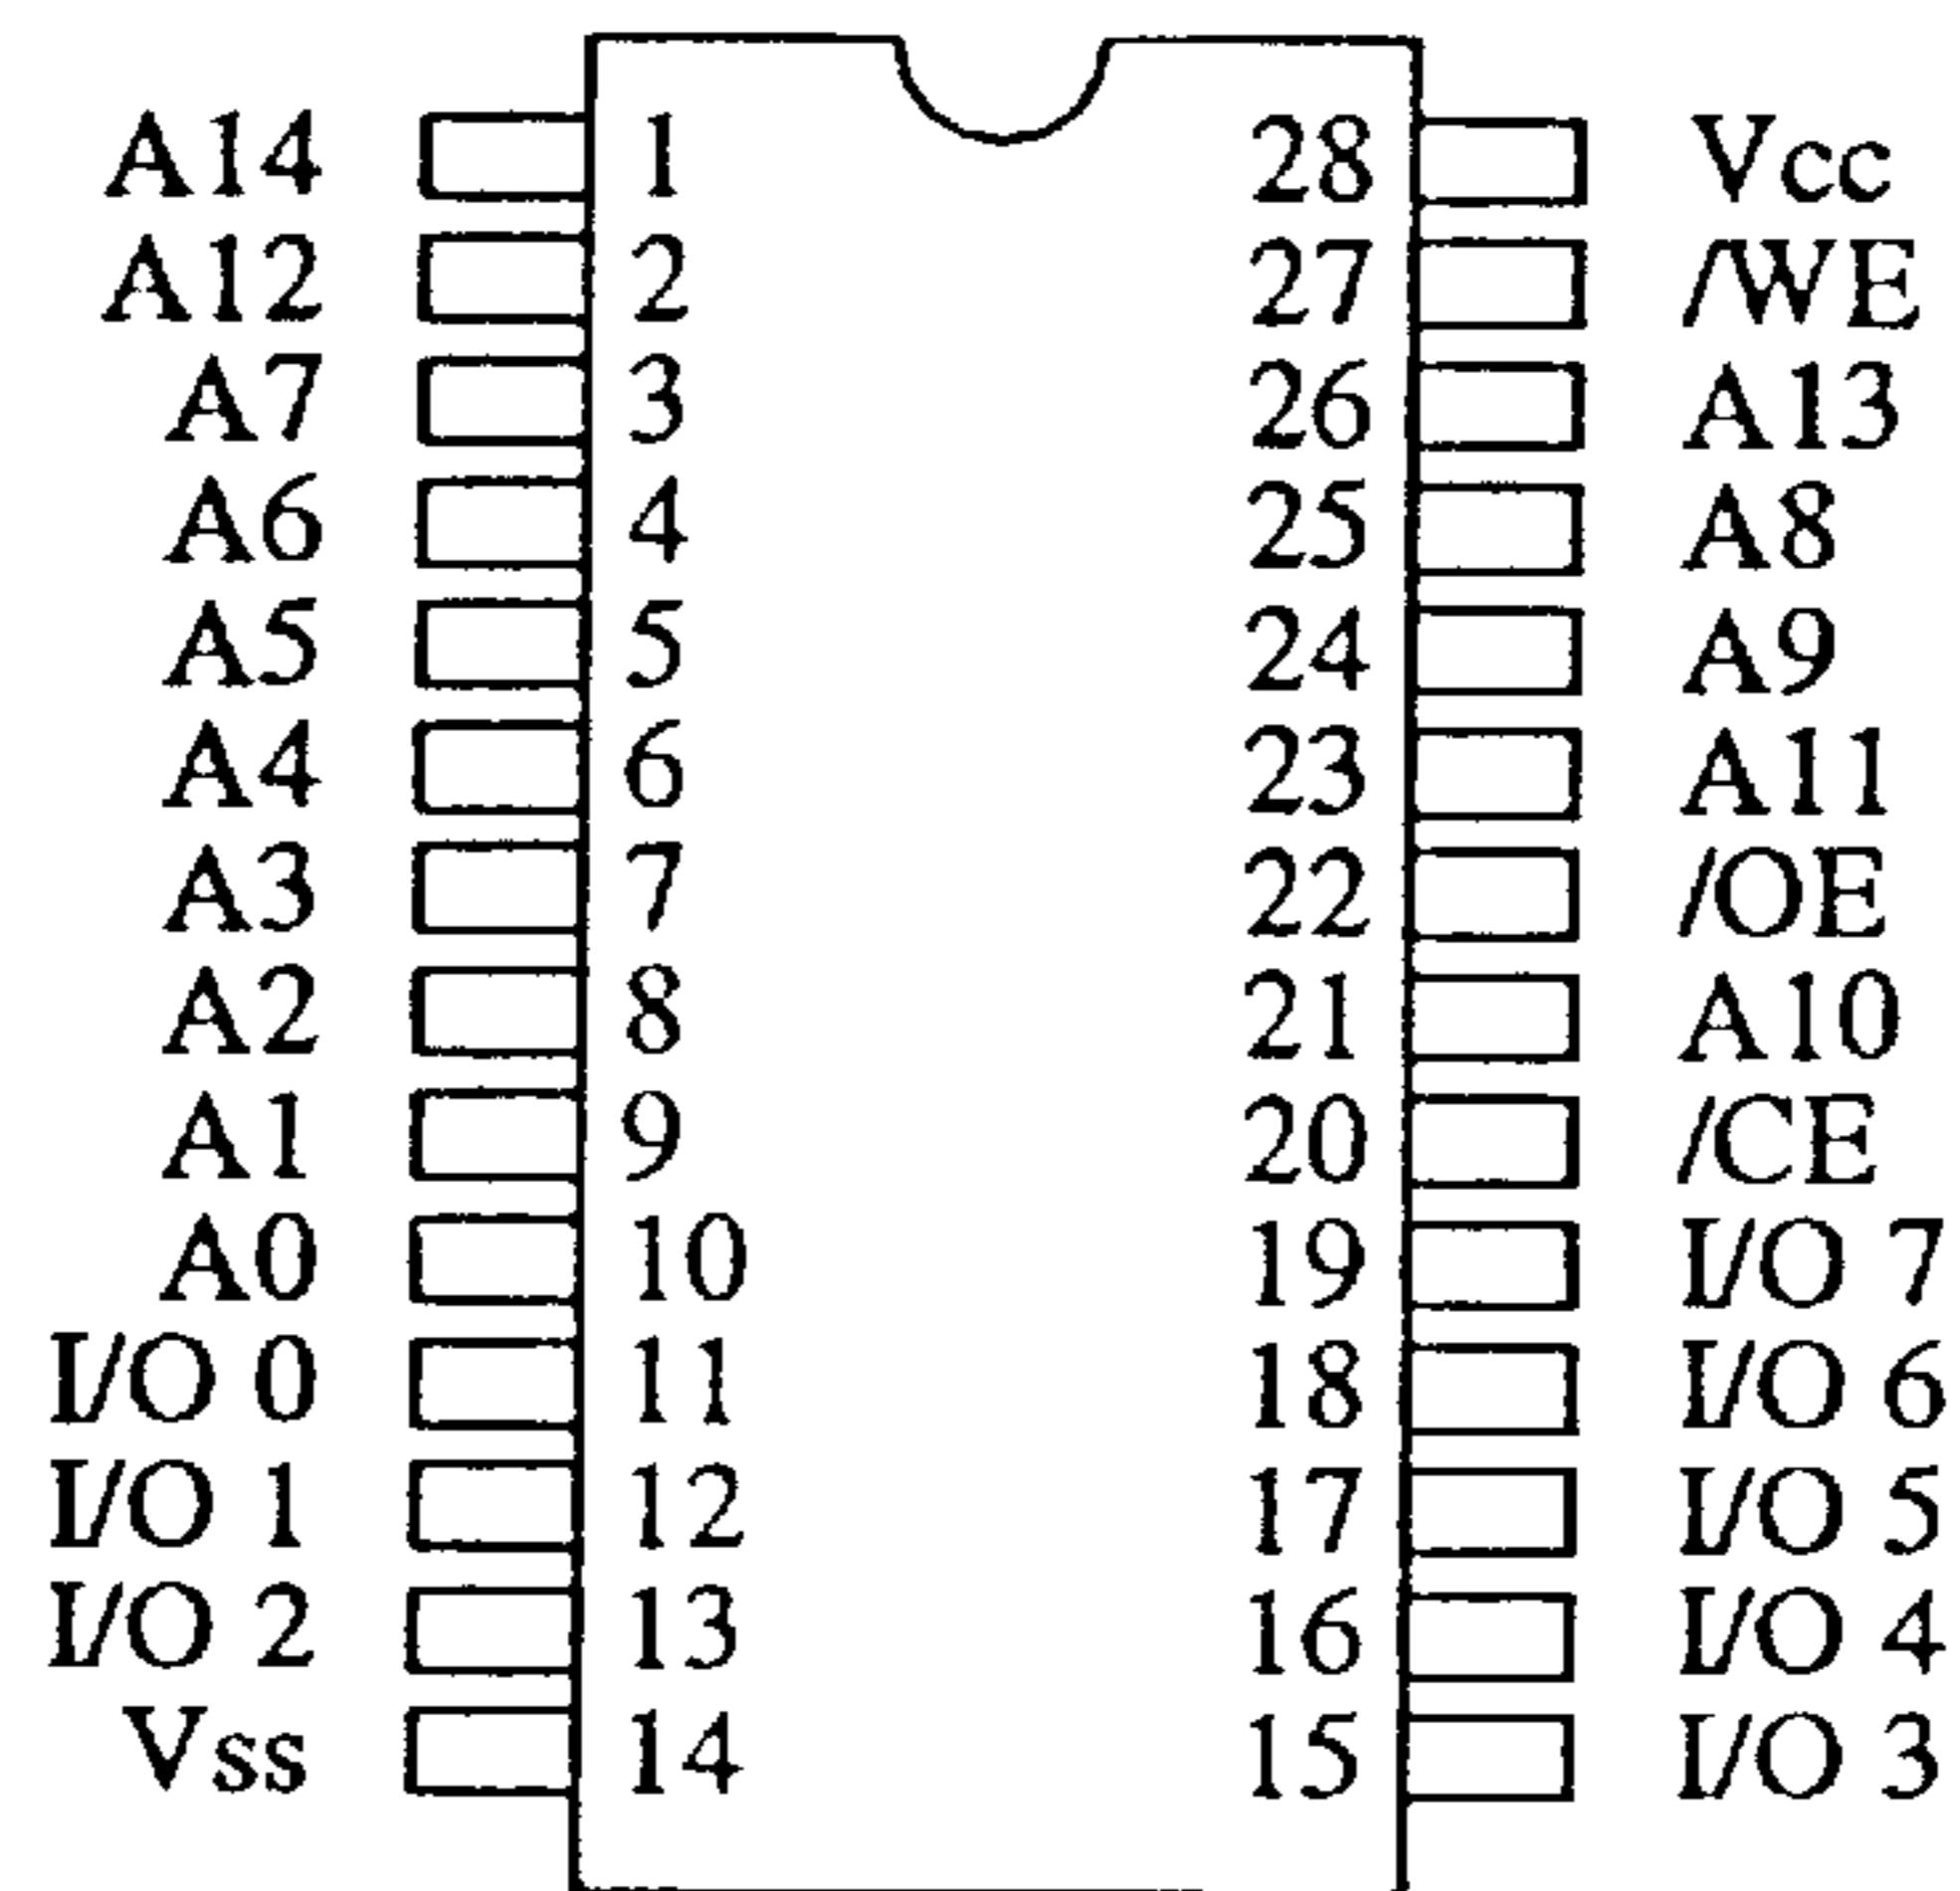 A14 1 28 Vcc
A12 2 27 /WE
A7 3 26 A13
A6 4 25 A8
A5 5 24 A9
A4 6 23 A11
A3 7 22 /OE
A2 8 21 A10
A1 9 20 /CE
A0 10 19 I/O 7
I/O 0 11 18 I/O 6
I/O 1 12 17 I/O 5
I/O 2 13 16 I/O 4
Vss 14 15 I/O 3